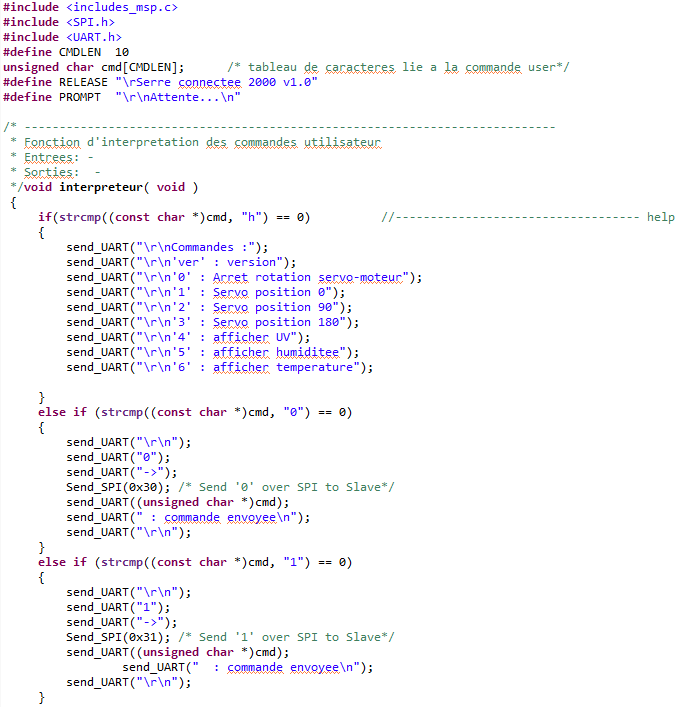 #include <includes_msp.c>
#include <SPI.h>
#include <UART.h>
#define CMDLEN  10
unsigned char cmd[CMDLEN];      /* tableau de caracteres lie a la commande user*/
#define RELEASE "\rSerre connectee 2000 v1.0"
#define PROMPT  "\r\nAttente...\n"

/* ----------------------------------------------------------------------------
 * Fonction d'interpretation des commandes utilisateur
 * Entrees: -
 * Sorties:  -
 */void interpreteur( void )
 {
     if(strcmp((const char *)cmd, "h") == 0)          //----------------------------------- help
     {
         send_UART("\r\nCommandes :");
         send_UART("\r\n'ver' : version");
         send_UART("\r\n'0' : Arret rotation servo-moteur");
         send_UART("\r\n'1' : Servo position 0");
         send_UART("\r\n'2' : Servo position 90");
         send_UART("\r\n'3' : Servo position 180");
         send_UART("\r\n'4' : afficher UV");
         send_UART("\r\n'5' : afficher humiditee");
         send_UART("\r\n'6' : afficher temperature");

     }
     else if (strcmp((const char *)cmd, "0") == 0)
     {
         send_UART("\r\n");
         send_UART("0");
         send_UART("->");
         Send_SPI(0x30); /* Send '0' over SPI to Slave*/
         send_UART((unsigned char *)cmd);
         send_UART(" : commande envoyee\n");
         send_UART("\r\n");
     }
     else if (strcmp((const char *)cmd, "1") == 0)
     {
         send_UART("\r\n");
         send_UART("1");
         send_UART("->");
         Send_SPI(0x31); /* Send '1' over SPI to Slave*/
         send_UART((unsigned char *)cmd);
                 send_UART("  : commande envoyee\n");
         send_UART("\r\n");
     }